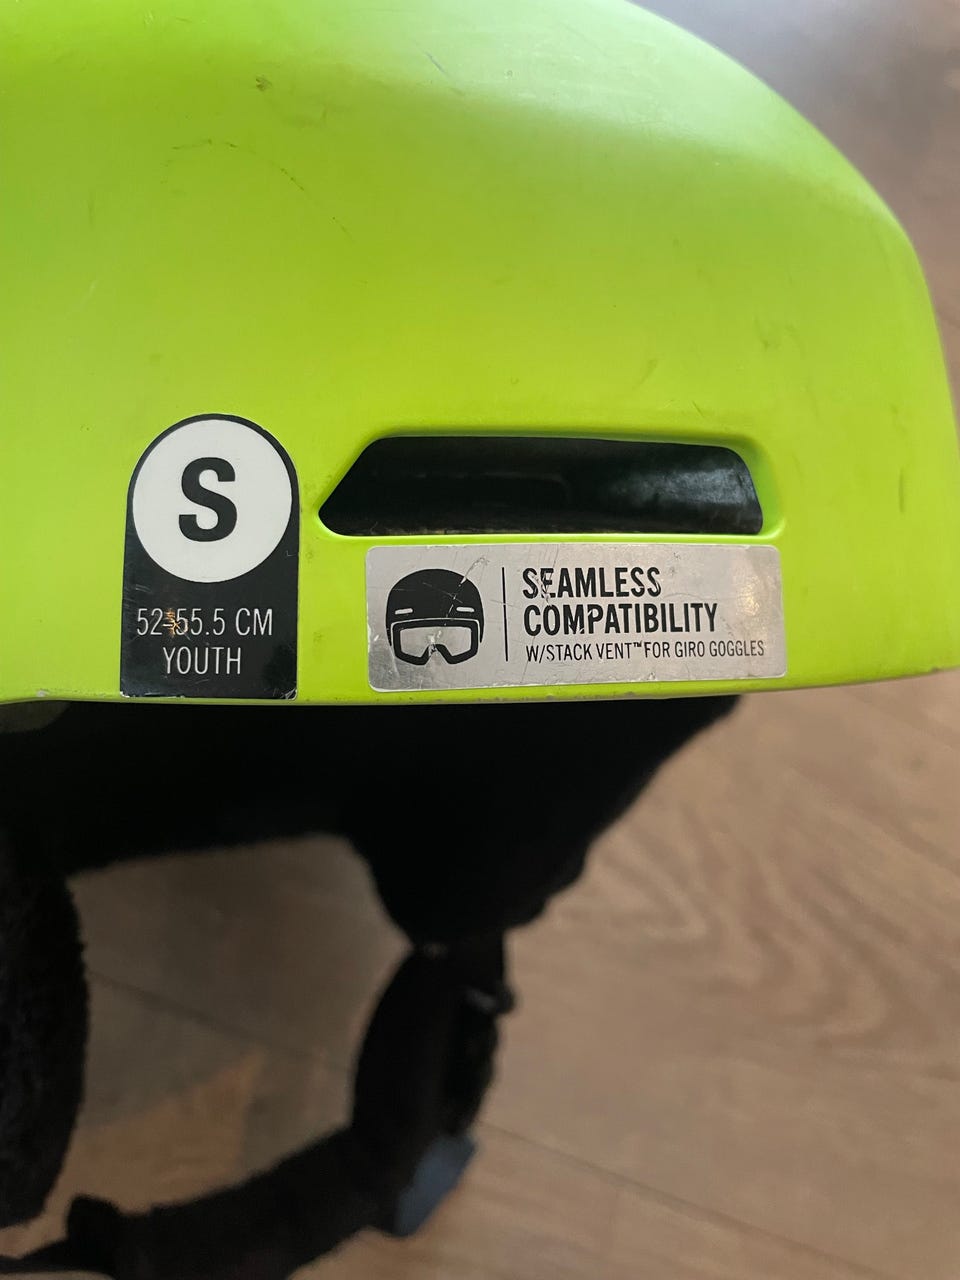 S
52-55.5 CM
YOUTH
SEAMLESS
COMPATIBILITY
W/STACK VENT™ FOR GIRO GOGGLES